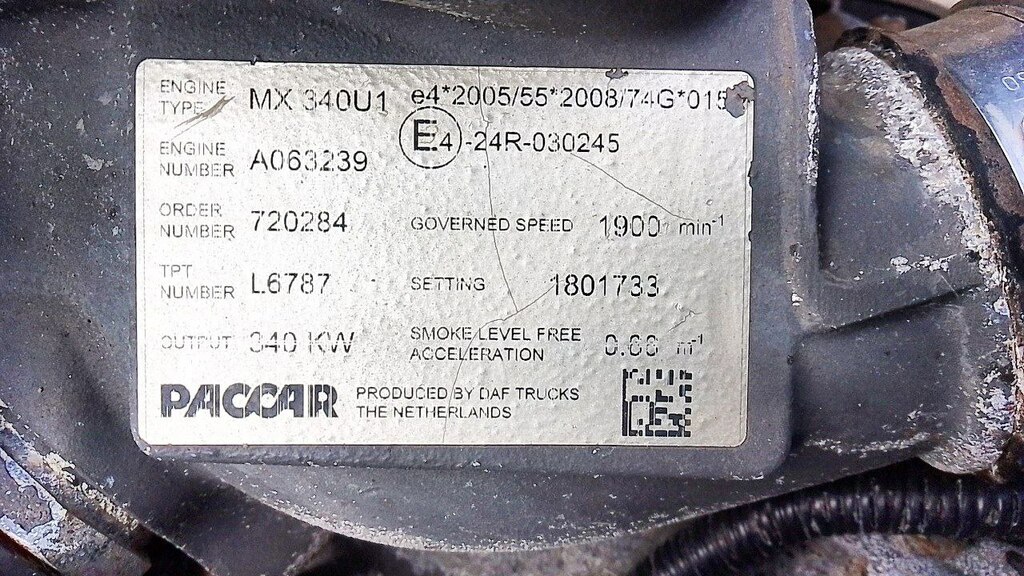 ENGINE TYPE MX 340U1 e4*2005/55*2008/74G*015
E4-24R-030245
ENGINE NUMBER A063239
ORDER NUMBER 720284 GOVERNED SPEED 1900 min-1
TPT NUMBER L6787 SETTING 1801733
OUTPUT 340 KW SMOKE LEVEL FREE ACCELERATION m-1
PACCAR PRODUCED BY DAF TRUCKS
THE NETHERLANDS